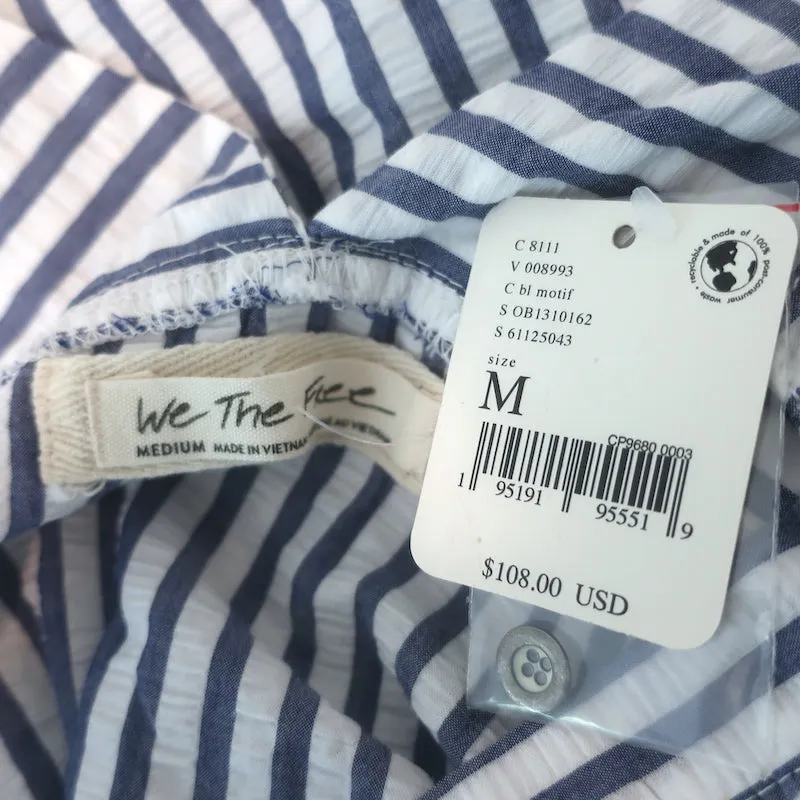 C 8111
V 008993
C bl motif
S OB1310162
S 61125043
recyclable & made of 100% post-consumer waste
size
M
CP9680 0003
1 95191 95551 9
$108.00 USD
We The Free
MEDIUM MADE IN VIETNAM